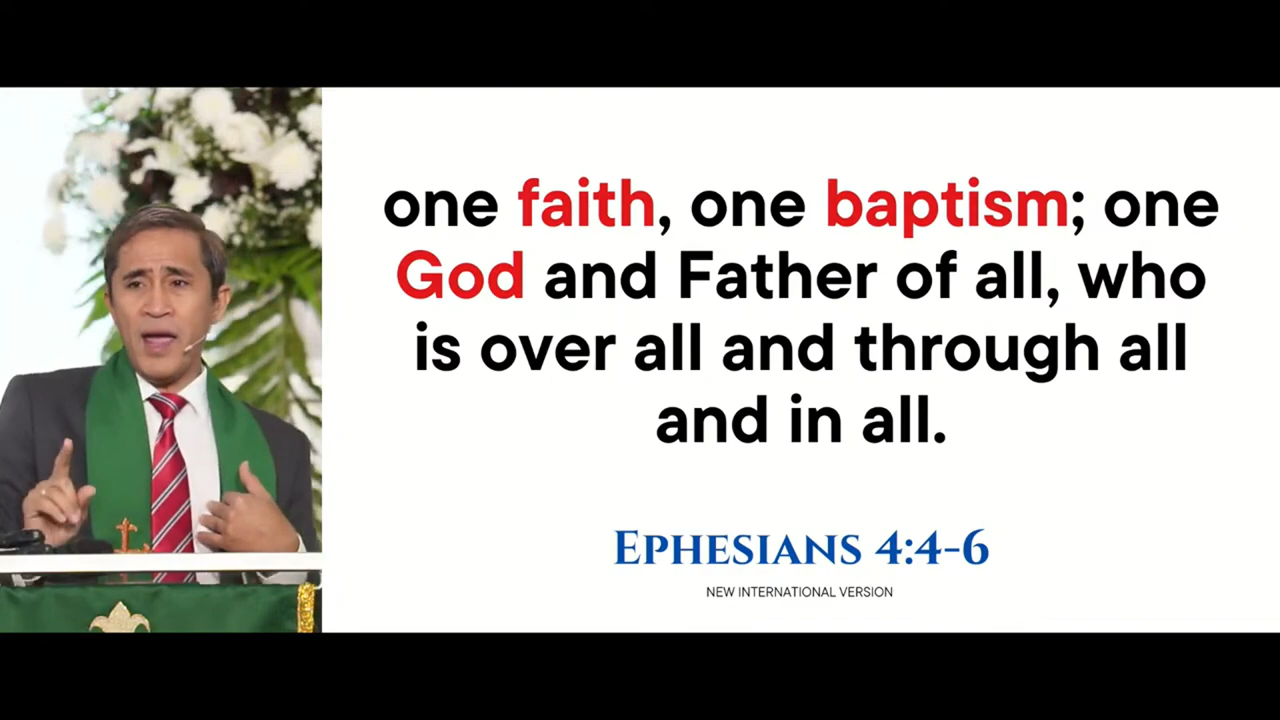 one faith, one baptism; one
God and Father of all, who
is over all and through all
and in all.
EPHESIANS 4:4-6
NEW INTERNATIONAL VERSION